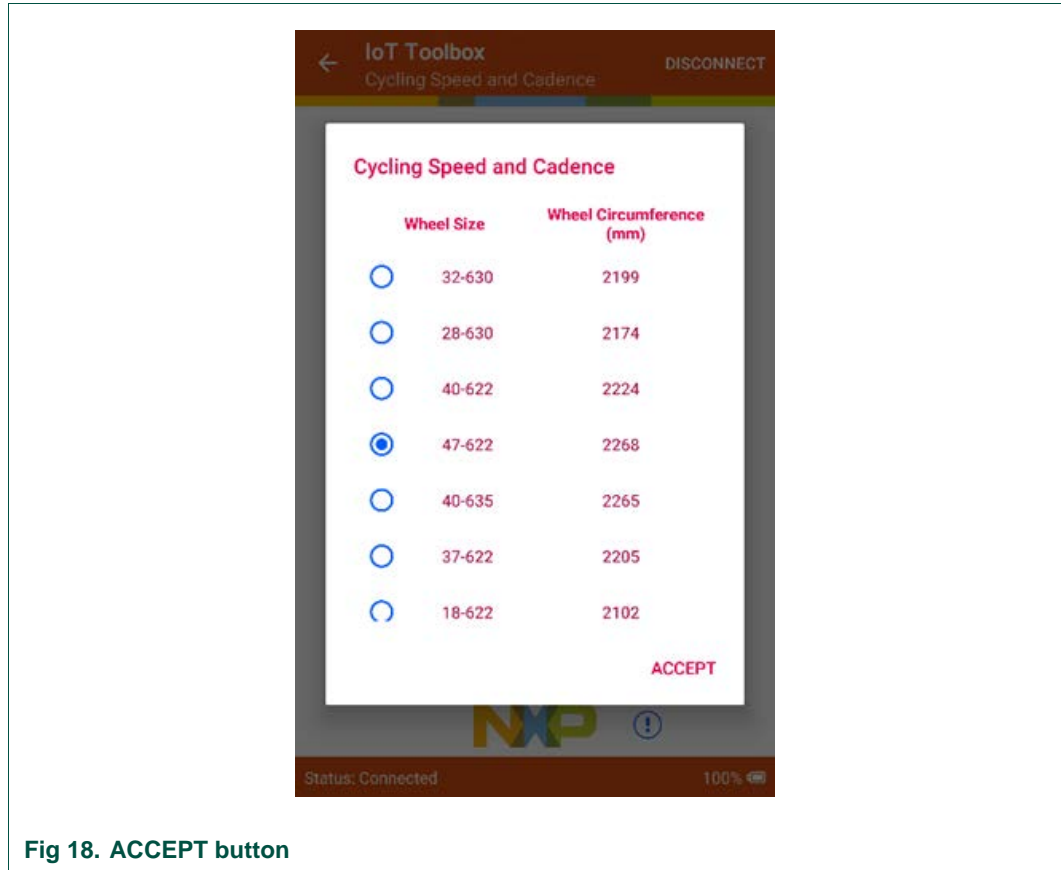 IoT Toolbox
DISCONNECT
Cycling Speed and Cadence
Cycling Speed and Cadence
Wheel Size
Wheel Circumference
(mm)
32-630 2199
28-630 2174
40-622 2224
47-622 2268
40-635 2265
37-622 2205
18-622 2102
ACCEPT
NXP
Status: Connected 100%
Fig 18. ACCEPT button